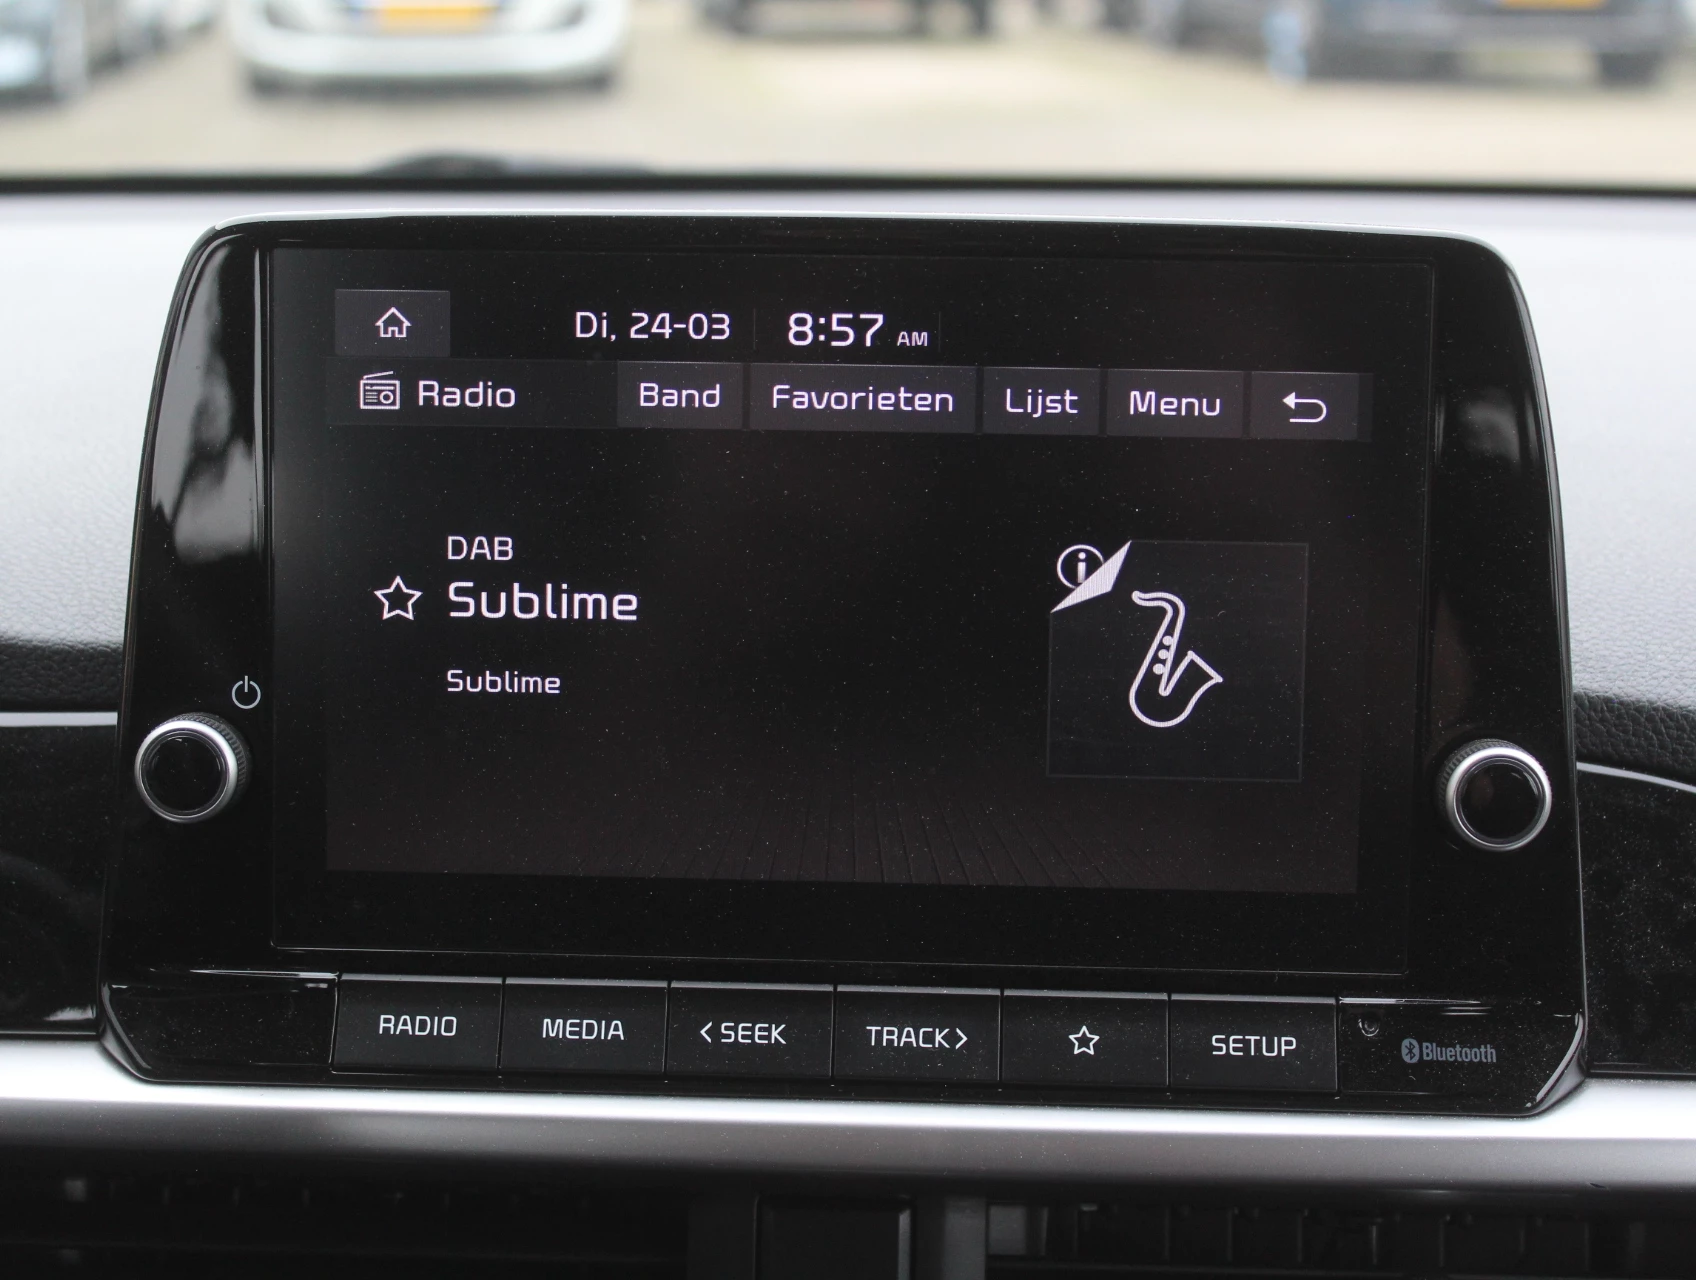 Di, 24-03 8:57 AM
Radio Band Favorieten Lijst Menu
DAB
Sublime
Sublime
RADIO MEDIA <SEEK TRACK> SETUP
Bluetooth